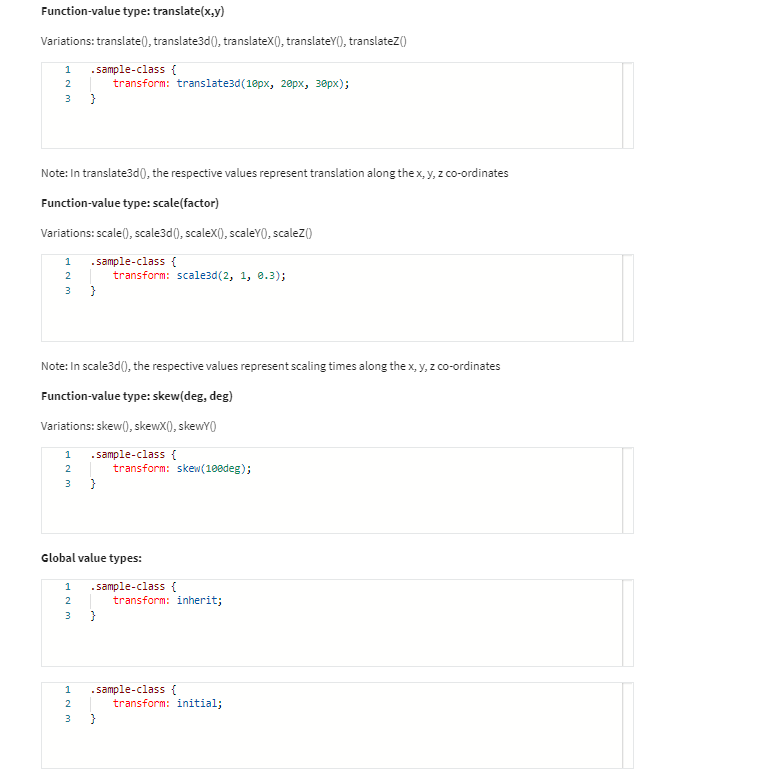 Function-value type: translate(x,y)
Variations: translate(), translate3d(), translateX(), translateY(), translateZ()
1 .sample-class {
2 transform: translate3d(10px, 20px, 30px);
3 }
Note: In translate3d(), the respective values represent translation along the x, y, z co-ordinates
Function-value type: scale(factor)
Variations: scale(), scale3d(), scaleX(), scaleY(), scaleZ()
1 .sample-class {
2 transform: scale3d(2, 1, 0.3);
3 }
Note: In scale3d(), the respective values represent scaling times along the x, y, z co-ordinates
Function-value type: skew(deg, deg)
Variations: skew(), skewX(), skewY()
1 .sample-class {
2 transform: skew(100deg);
3 }
Global value types:
1 .sample-class {
2 transform: inherit;
3 }
1 .sample-class {
2 transform: initial;
3 }